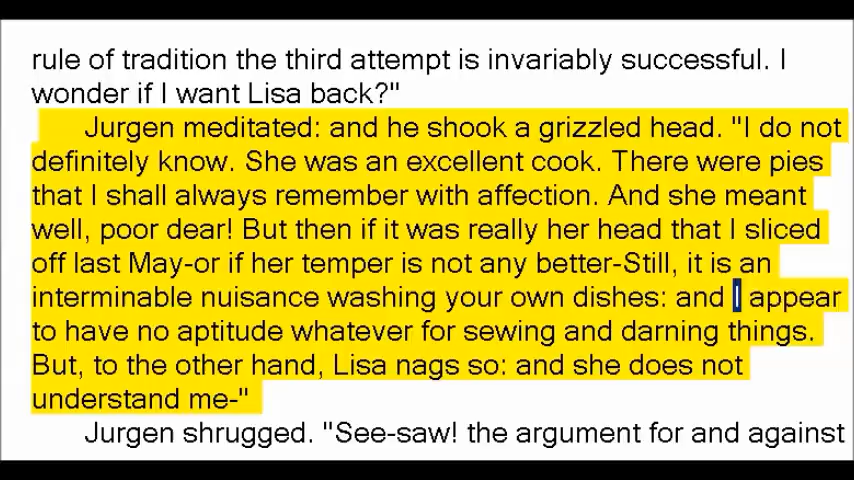 rule of tradition the third attempt is invariably successful. I
wonder if I want Lisa back?"
Jurgen meditated: and he shook a grizzled head. "I do not
definitely know. She was an excellent cook. There were pies
that I shall always remember with affection. And she meant
well, poor dear! But then if it was really her head that I sliced
off last May-or if her temper is not any better-Still, it is an
interminable nuisance washing your own dishes: and I appear
to have no aptitude whatever for sewing and darning things.
But, to the other hand, Lisa nags so: and she does not
understand me-"
Jurgen shrugged. "See-saw! the argument for and against